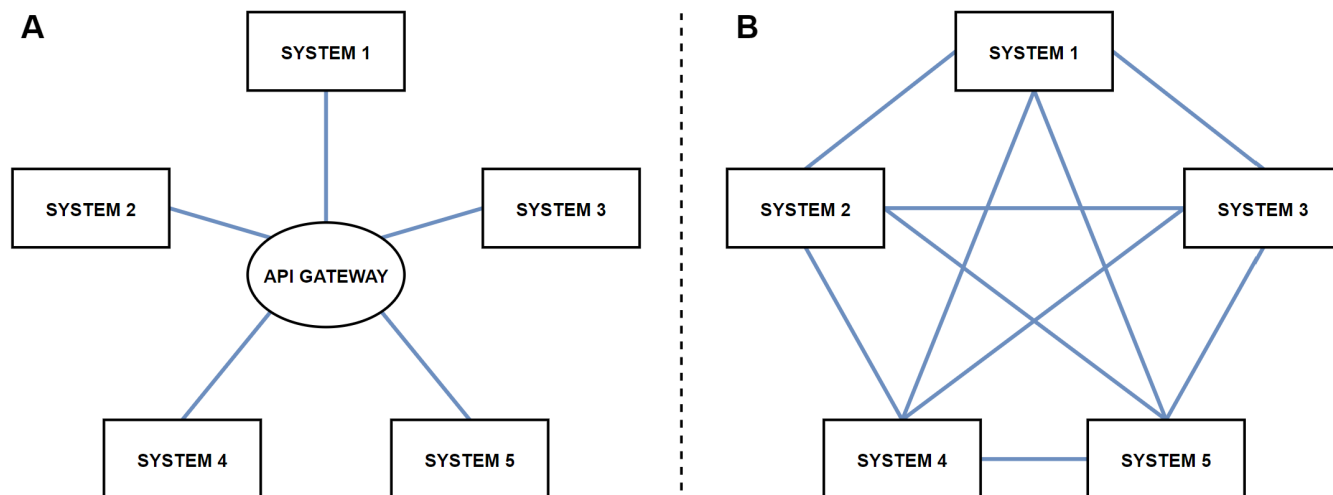 A
SYSTEM 1
SYSTEM 2
SYSTEM 3
API GATEWAY
SYSTEM 4
SYSTEM 5
B
SYSTEM 1
SYSTEM 2
SYSTEM 3
SYSTEM 4
SYSTEM 5